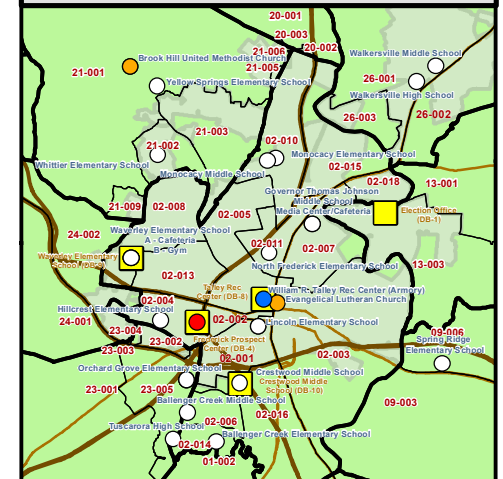 20-001
20-003
20-002
21-006
21-005
Brook Hill United Methodist Church
21-001
Yellow Springs Elementary School
Walkersville Middle School
26-001
Walkersville High School
26-003
26-002
21-003
21-002
Whittier Elementary School
02-010
Monocacy Elementary School
Monocacy Middle School
02-015
02-018
13-001
Governor Thomas Johnson
Middle School
Media Center/Cafeteria
Election Office
(DB-1)
21-009
02-008
02-005
24-002
Waverley Elementary School
A - Cafeteria
B - Gym
Waverley Elementary
02-011
02-007
North Frederick Elementary School
13-003
02-013
Talley Rec
Center (DB-8)
William R. Talley Rec Center (Armory)
Evangelical Lutheran Church
02-004
Hillcrest Elementary School
24-001
23-004
02-002
Lincoln Elementary School
23-002
Frederick Prospect
Center (DB-4)
23-003
02-001
02-003
09-006
Spring Ridge
Elementary School
Orchard Grove Elementary School
Crestwood Middle School
Crestwood Middle
School (DB-10)
23-001
23-005
Ballenger Creek Middle School
09-003
02-006
02-016
Tuscarora High School
02-014
Ballenger Creek Elementary School
01-002